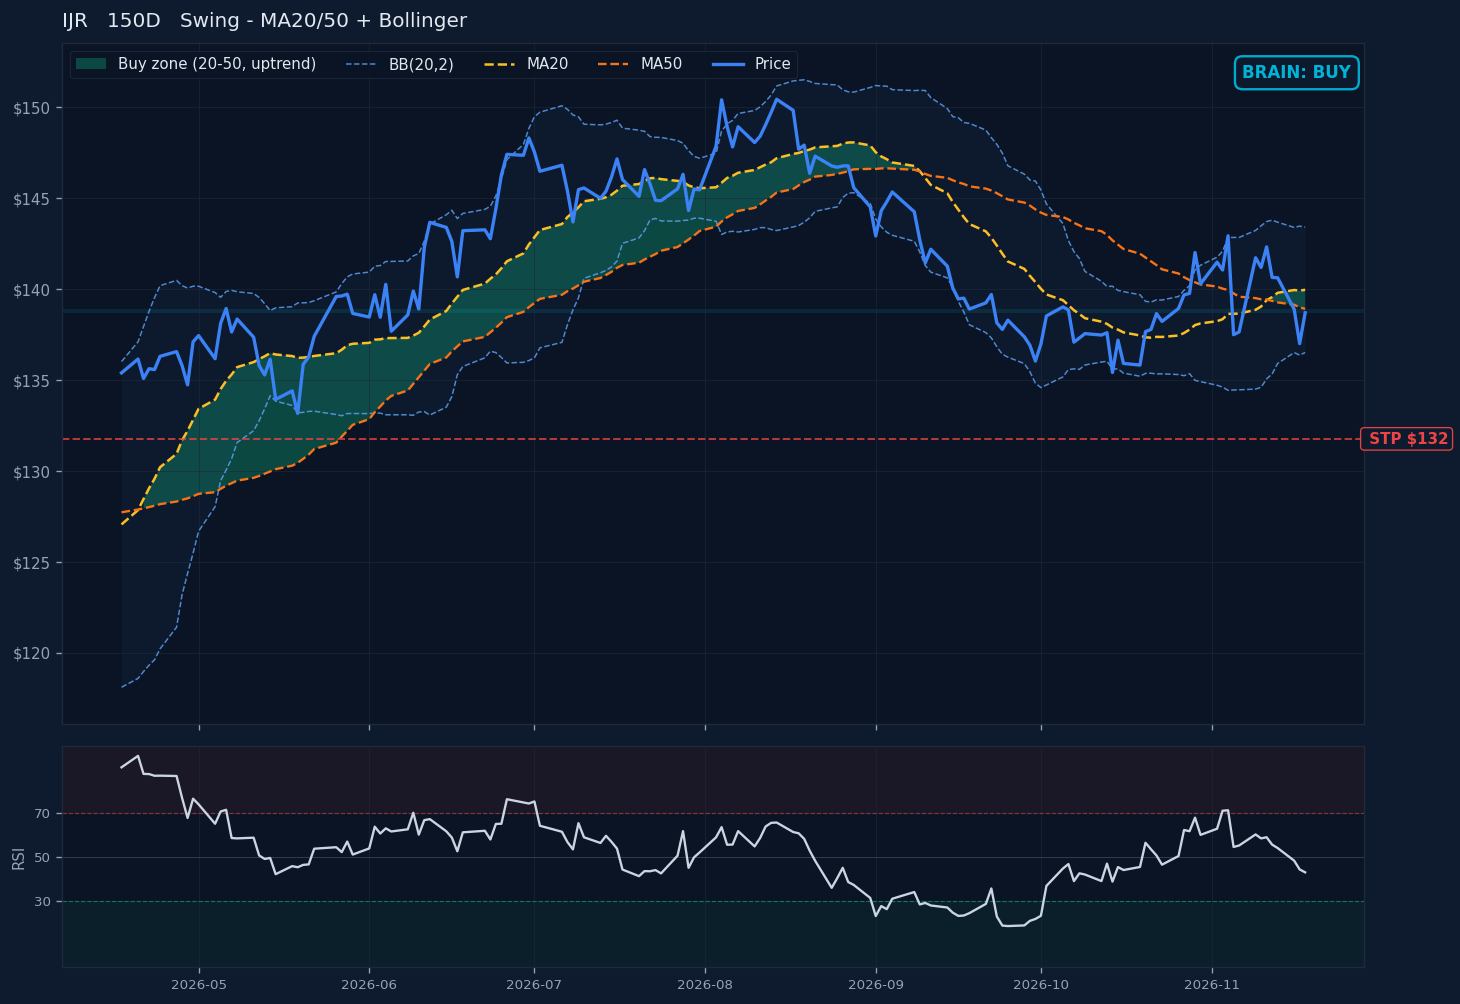 IJR   150D   Swing - MA20/50 + Bollinger
Buy zone (20-50, uptrend)   BB(20,2)   MA20   MA50   Price
BRAIN: BUY
$150
$145
$140
$135
STP $132
$130
$125
$120
70
50
30
RSI
2026-05   2026-06   2026-07   2026-08   2026-09   2026-10   2026-11